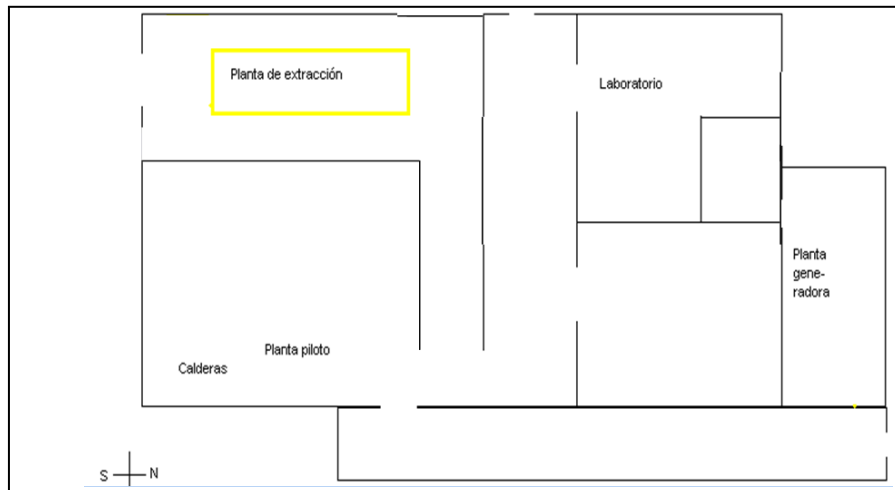 Planta de extracción
Laboratorio
Planta
gene-
radora
Planta piloto
Calderas
S N